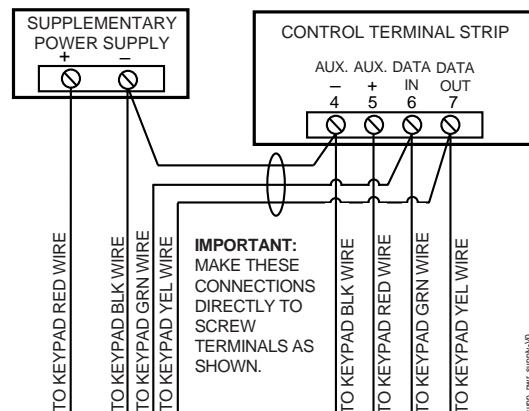 SUPPLEMENTARY
POWER SUPPLY
+ –
CONTROL TERMINAL STRIP
AUX. AUX. DATA DATA
– + IN OUT
4 5 6 7
TO KEYPAD RED WIRE
TO KEYPAD BLK WIRE
TO KEYPAD GRN WIRE
TO KEYPAD YEL WIRE
IMPORTANT:
MAKE THESE
CONNECTIONS
DIRECTLY TO
SCREW
TERMINALS AS
SHOWN.
TO KEYPAD BLK WIRE
TO KEYPAD RED WIRE
TO KEYPAD GRN WIRE
TO KEYPAD YEL WIRE